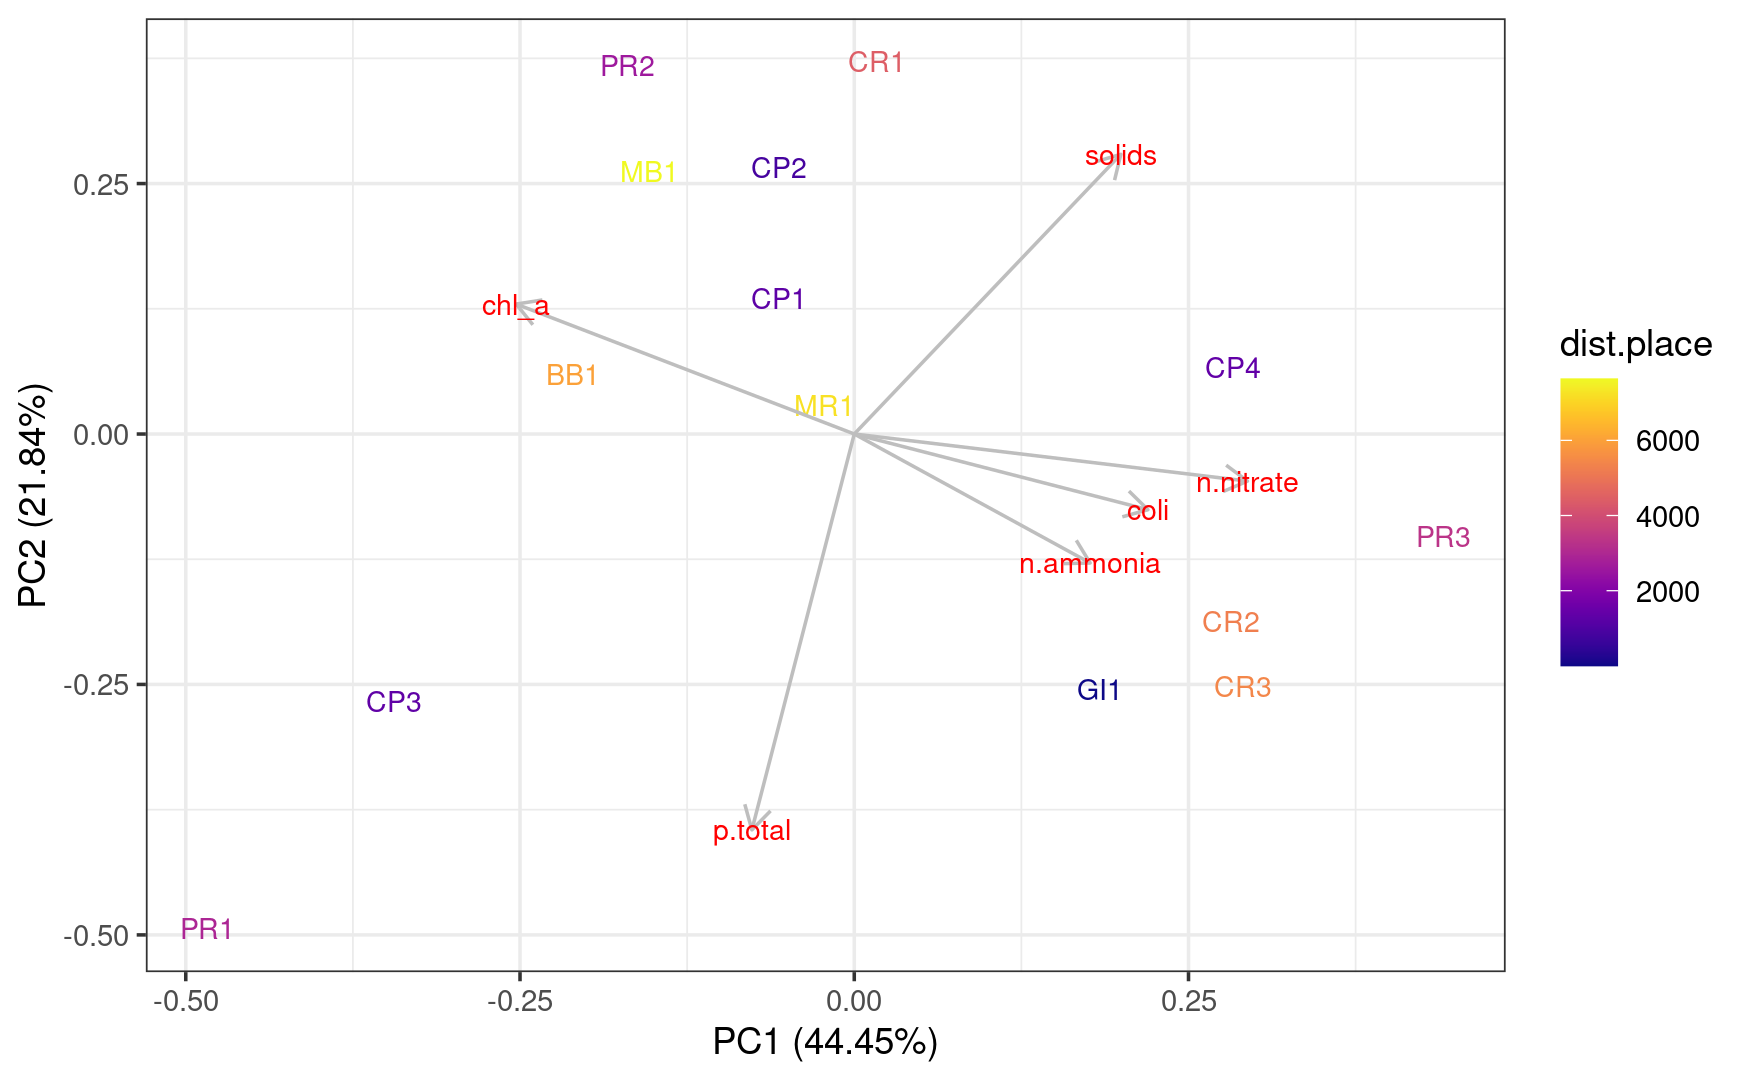 PR2
CR1
solids
MB1
CP2
0.25
chl_a
CP1
dist.place
BB1
CP4
MR1
0.00
6000
n.nitrate
coli
4000
PR3
n.ammonia
2000
CR2
-0.25
CP3
GI1
CR3
p.total
PR1
-0.50
-0.50
-0.25
0.00
0.25
PC1 (44.45%)
PC2 (21.84%)